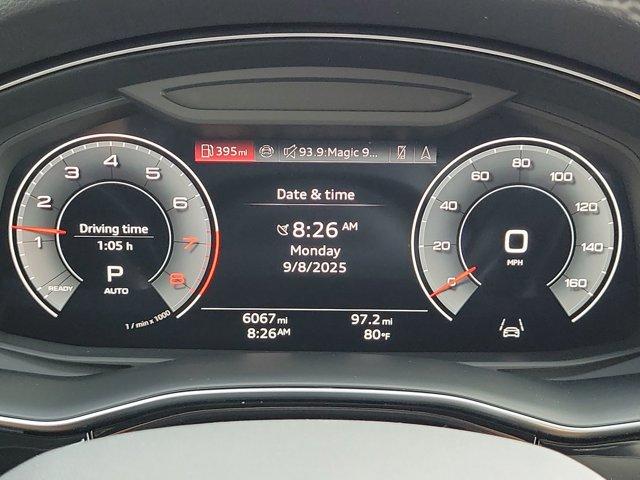 395mi 93.9:Magic 9...
Date & time
8:26 AM
Monday
9/8/2025
6067mi 97.2mi
8:26AM 80°F
1 2 3 4 5 6 7 8
Driving time
1:05 h
P
AUTO
READY
1 / min x 1000
0 20 40 60 80 100 120 140 160
0
MPH